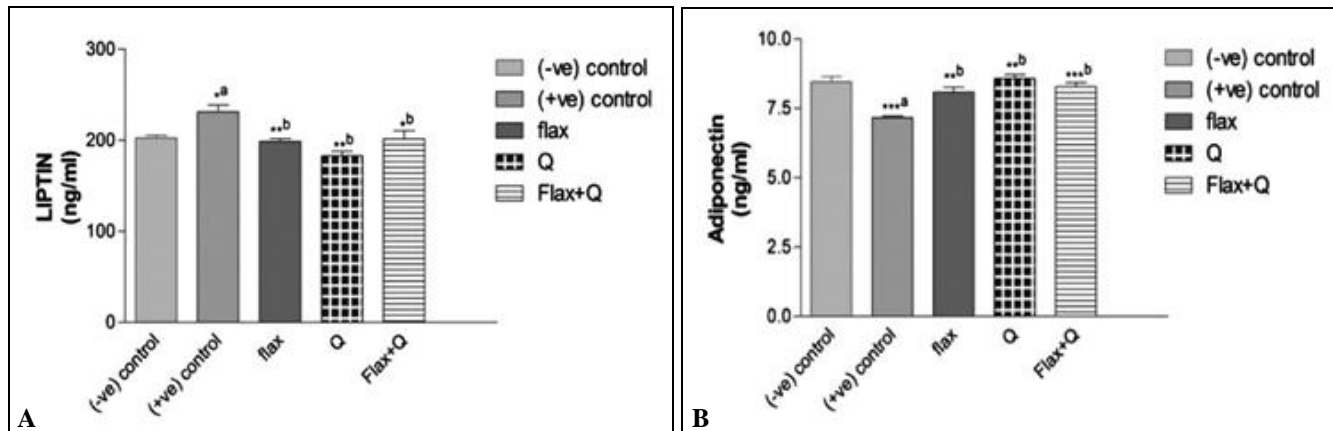 300
200
100
0
LIPTIN
(ng/ml)
*a
**b
**b
*b
(-ve) control
(+ve) control
flax
Q
Flax+Q
(-ve) control
(+ve) control
flax
Q
Flax+Q
A
10.0
7.5
5.0
2.5
0.0
Adiponectin
(ng/ml)
***a
**b
**b
***b
(-ve) control
(+ve) control
flax
Q
Flax+Q
(-ve) control
(+ve) control
flax
Q
Flax+Q
B